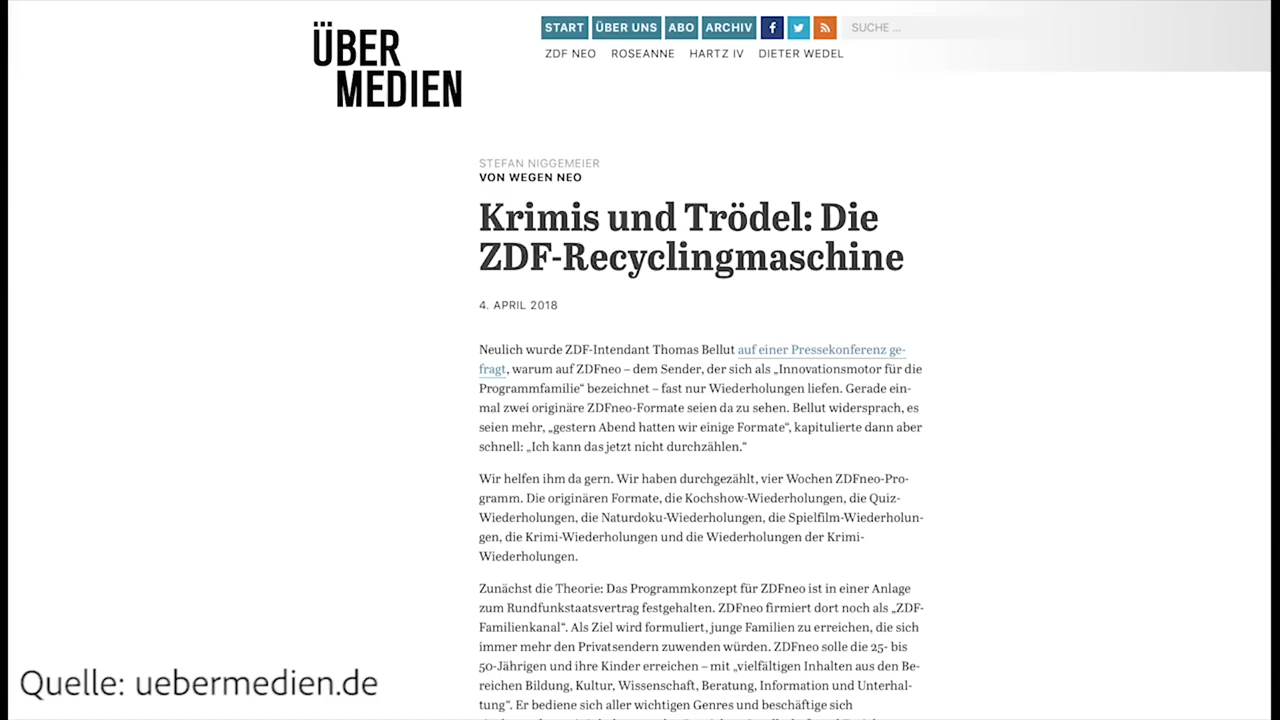 ÜBER
MEDIEN
START ÜBER UNS ABO ARCHIV SUCHE ...
ZDF NEO ROSEANNE HARTZ IV DIETER WEDEL
STEFAN NIGGEMEIER
VON WEGEN NEO
Krimis und Trödel: Die
ZDF-Recyclingmaschine
4. APRIL 2018
Neulich wurde ZDF-Intendant Thomas Bellut auf einer Pressekonferenz ge-
fragt, warum auf ZDFneo – dem Sender, der sich als „Innovationsmotor für die
Programmfamilie“ bezeichnet – fast nur Wiederholungen liefen. Gerade ein-
mal zwei originäre ZDFneo-Formate seien da zu sehen. Bellut widersprach, es
seien mehr, „gestern Abend hatten wir einige Formate“, kapitulierte dann aber
schnell: „Ich kann das jetzt nicht durchzählen.“
Wir helfen ihm da gern. Wir haben durchgezählt, vier Wochen ZDFneo-Pro-
gramm. Die originären Formate, die Kochshow-Wiederholungen, die Quiz-
Wiederholungen, die Naturdoku-Wiederholungen, die Spielfilm-Wiederholun-
gen, die Krimi-Wiederholungen und die Wiederholungen der Krimi-
Wiederholungen.
Zunächst die Theorie: Das Programmkonzept für ZDFneo ist in einer Anlage
zum Rundfunkstaatsvertrag festgehalten. ZDFneo firmiert dort noch als „ZDF-
Familienkanal“. Als Ziel wird formuliert, junge Familien zu erreichen, die sich
immer mehr den Privatsendern zuwenden würden. ZDFneo solle die 25- bis
50-Jährigen und ihre Kinder erreichen – mit „vielfältigen Inhalten aus den Be-
reichen Bildung, Kultur, Wissenschaft, Beratung, Information und Unterhal-
tung“. Er bediene sich aller wichtigen Genres und beschäftige sich
Quelle: uebermedien.de